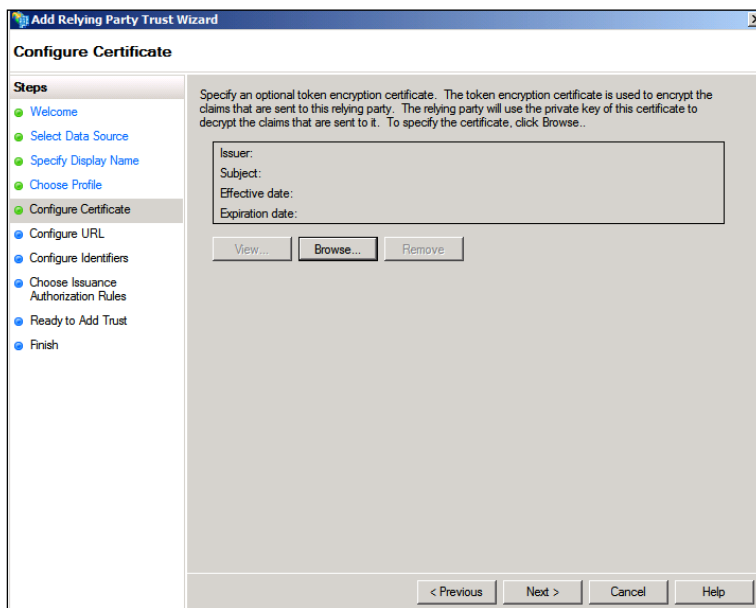 Add Relying Party Trust Wizard
Configure Certificate
Steps
Welcome
Select Data Source
Specify Display Name
Choose Profile
Configure Certificate
Configure URL
Configure Identifiers
Choose Issuance
Authorization Rules
Ready to Add Trust
Finish
Specify an optional token encryption certificate. The token encryption certificate is used to encrypt the
claims that are sent to this relying party. The relying party will use the private key of this certificate to
decrypt the claims that are sent to it. To specify the certificate, click Browse..
Issuer:
Subject:
Effective date:
Expiration date:
View...
Browse...
Remove
< Previous
Next >
Cancel
Help